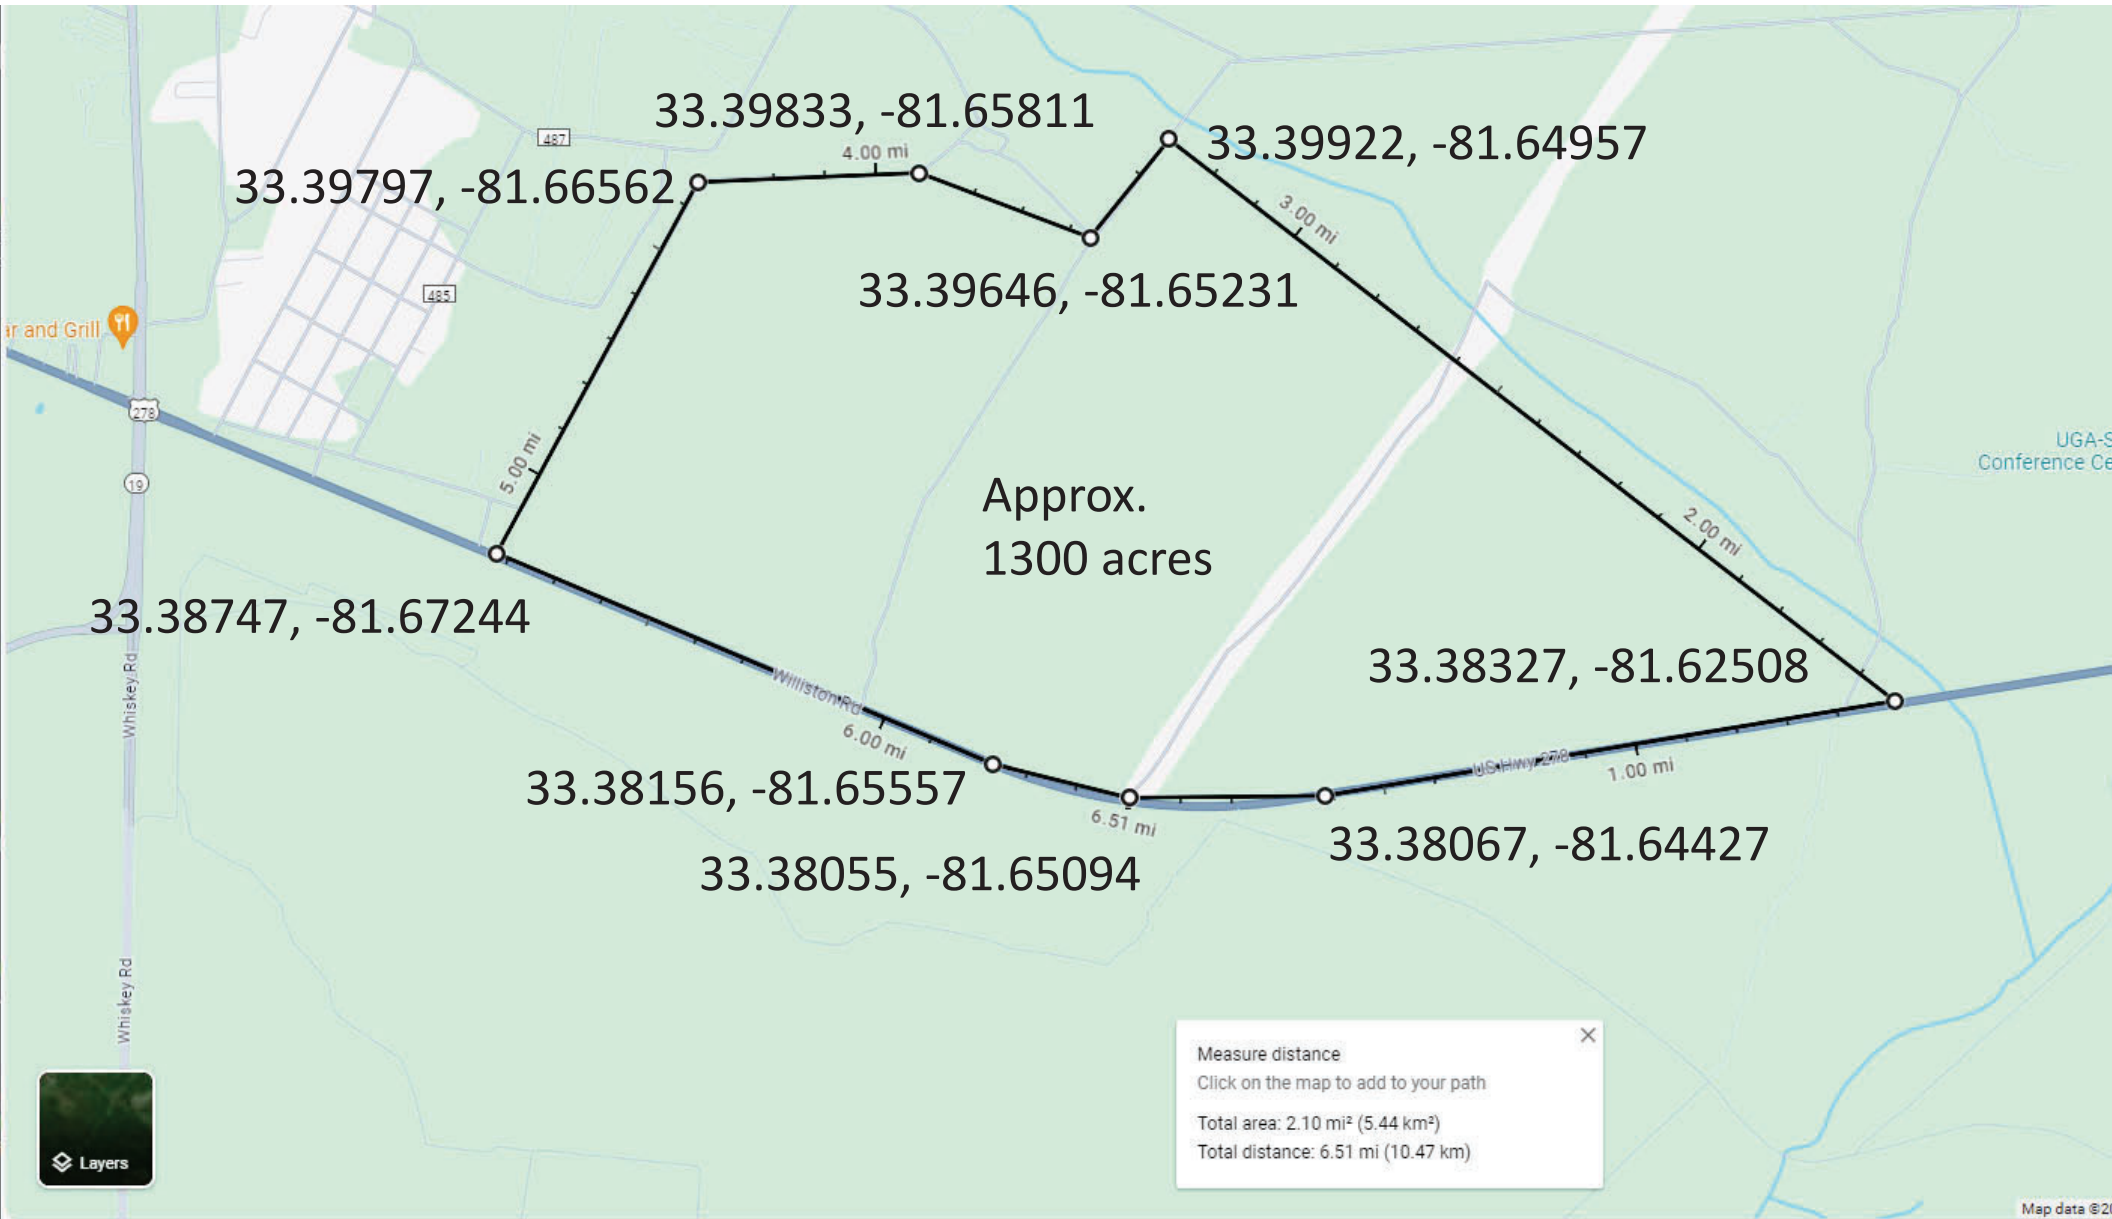 33.39833, -81.65811
487
4.00 mi
33.39922, -81.64957
33.39797, -81.66562
3.00 mi
33.39646, -81.65231
485
ar and Grill
278
UGA-S
Conference Ce
19
5.00 mi
Approx.
1300 acres
2.00 mi
33.38747, -81.67244
Whiskey Rd
33.38327, -81.62508
Williston Rd
6.00 mi
33.38156, -81.65557
US Hwy 278
1.00 mi
6.51 mi
33.38055, -81.65094
33.38067, -81.64427
Whiskey Rd
Measure distance
Click on the map to add to your path
Total area: 2.10 mi² (5.44 km²)
Total distance: 6.51 mi (10.47 km)
Layers
Map data ©20